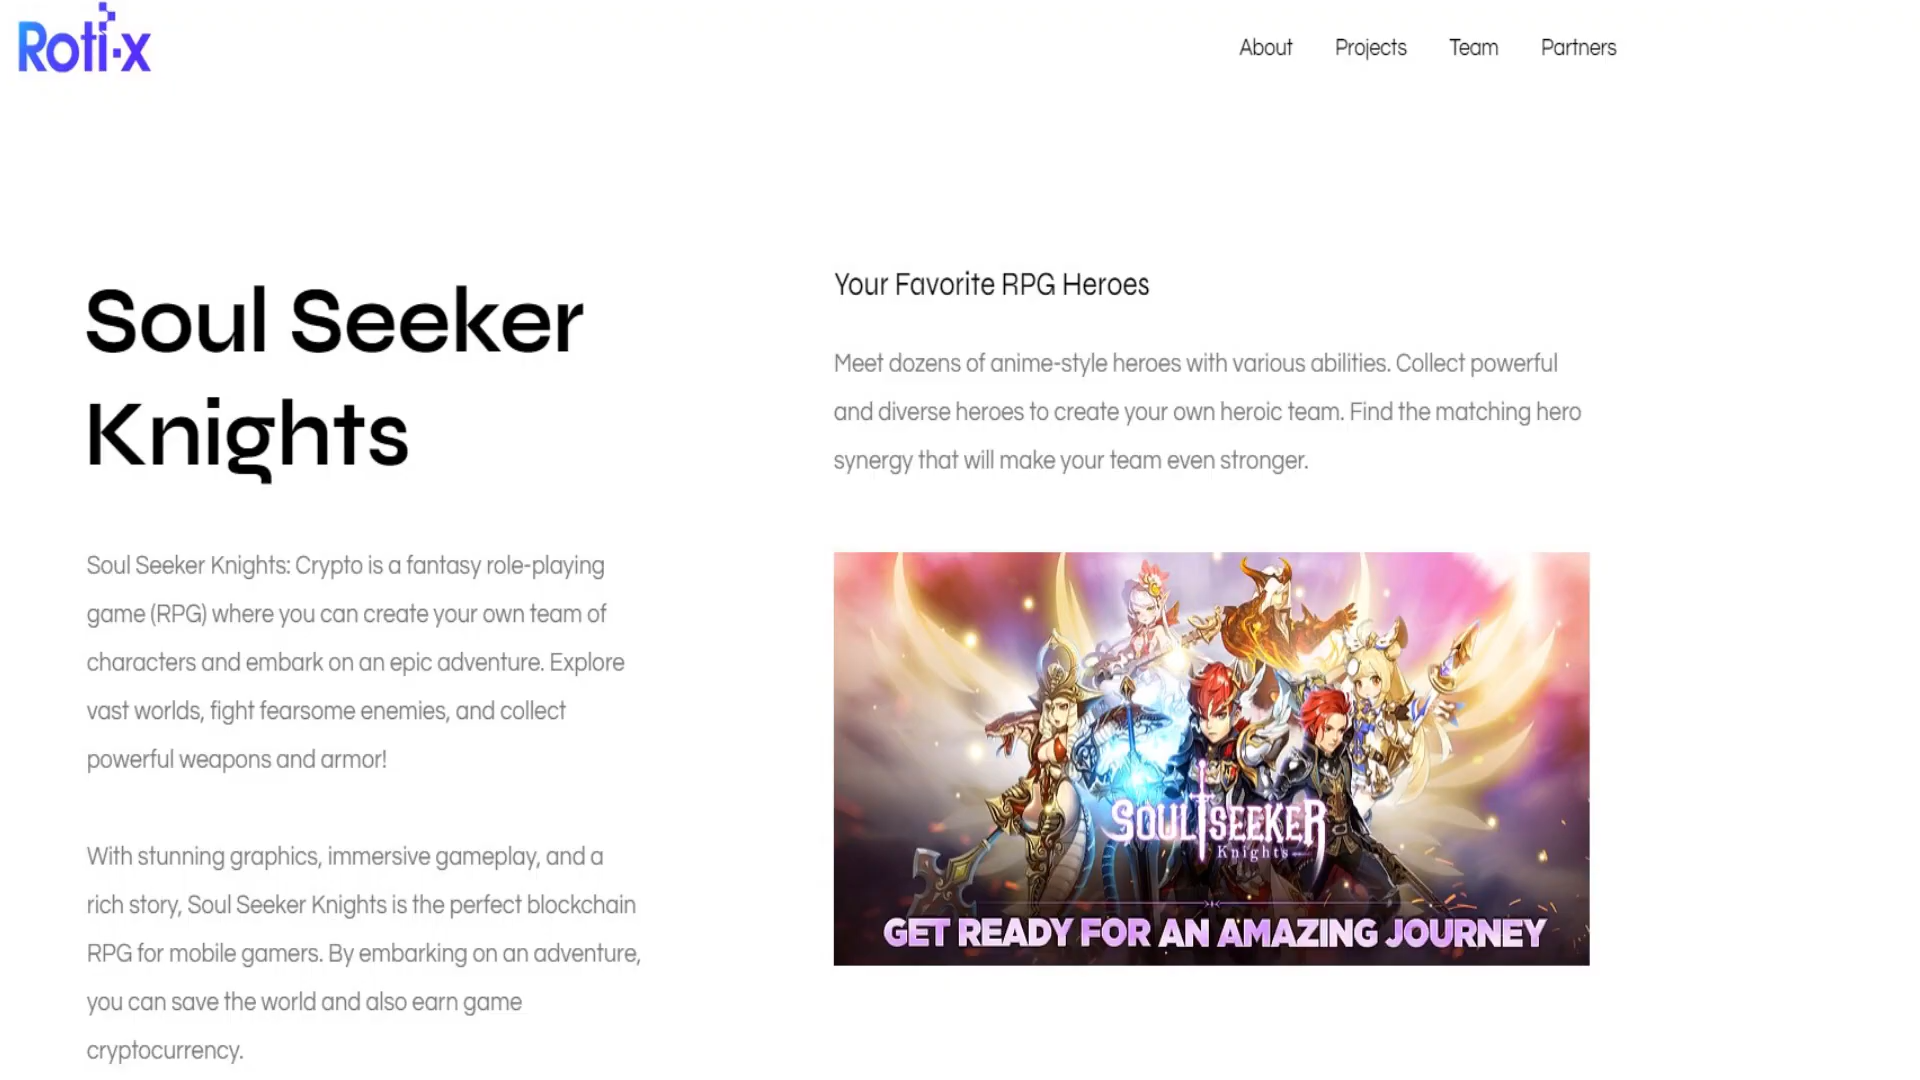 Roti-x
About Projects Team Partners
Soul Seeker
Knights
Soul Seeker Knights: Crypto is a fantasy role-playing
game (RPG) where you can create your own team of
characters and embark on an epic adventure. Explore
vast worlds, fight fearsome enemies, and collect
powerful weapons and armor!
With stunning graphics, immersive gameplay, and a
rich story, Soul Seeker Knights is the perfect blockchain
RPG for mobile gamers. By embarking on an adventure,
you can save the world and also earn game
cryptocurrency.
Your Favorite RPG Heroes
Meet dozens of anime-style heroes with various abilities. Collect powerful
and diverse heroes to create your own heroic team. Find the matching hero
synergy that will make your team even stronger.
SOUL SEEKER
Knights
GET READY FOR AN AMAZING JOURNEY